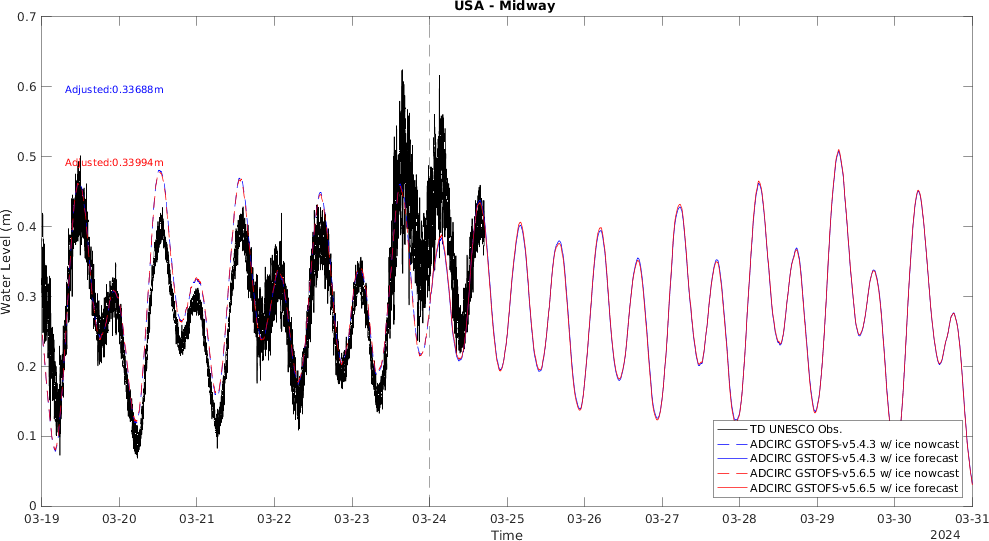 USA - Midway
0.7
0.6
0.5
0.4
0.3
0.2
0.1
0
Water Level (m)
Adjusted:0.33688m
Adjusted:0.33994m
TD UNESCO Obs.
ADCIRC GSTOFS-v5.4.3 w/ ice nowcast
ADCIRC GSTOFS-v5.4.3 w/ ice forecast
ADCIRC GSTOFS-v5.6.5 w/ ice nowcast
ADCIRC GSTOFS-v5.6.5 w/ ice forecast
03-19 03-20 03-21 03-22 03-23 03-24 03-25 03-26 03-27 03-28 03-29 03-30 03-31
Time
2024